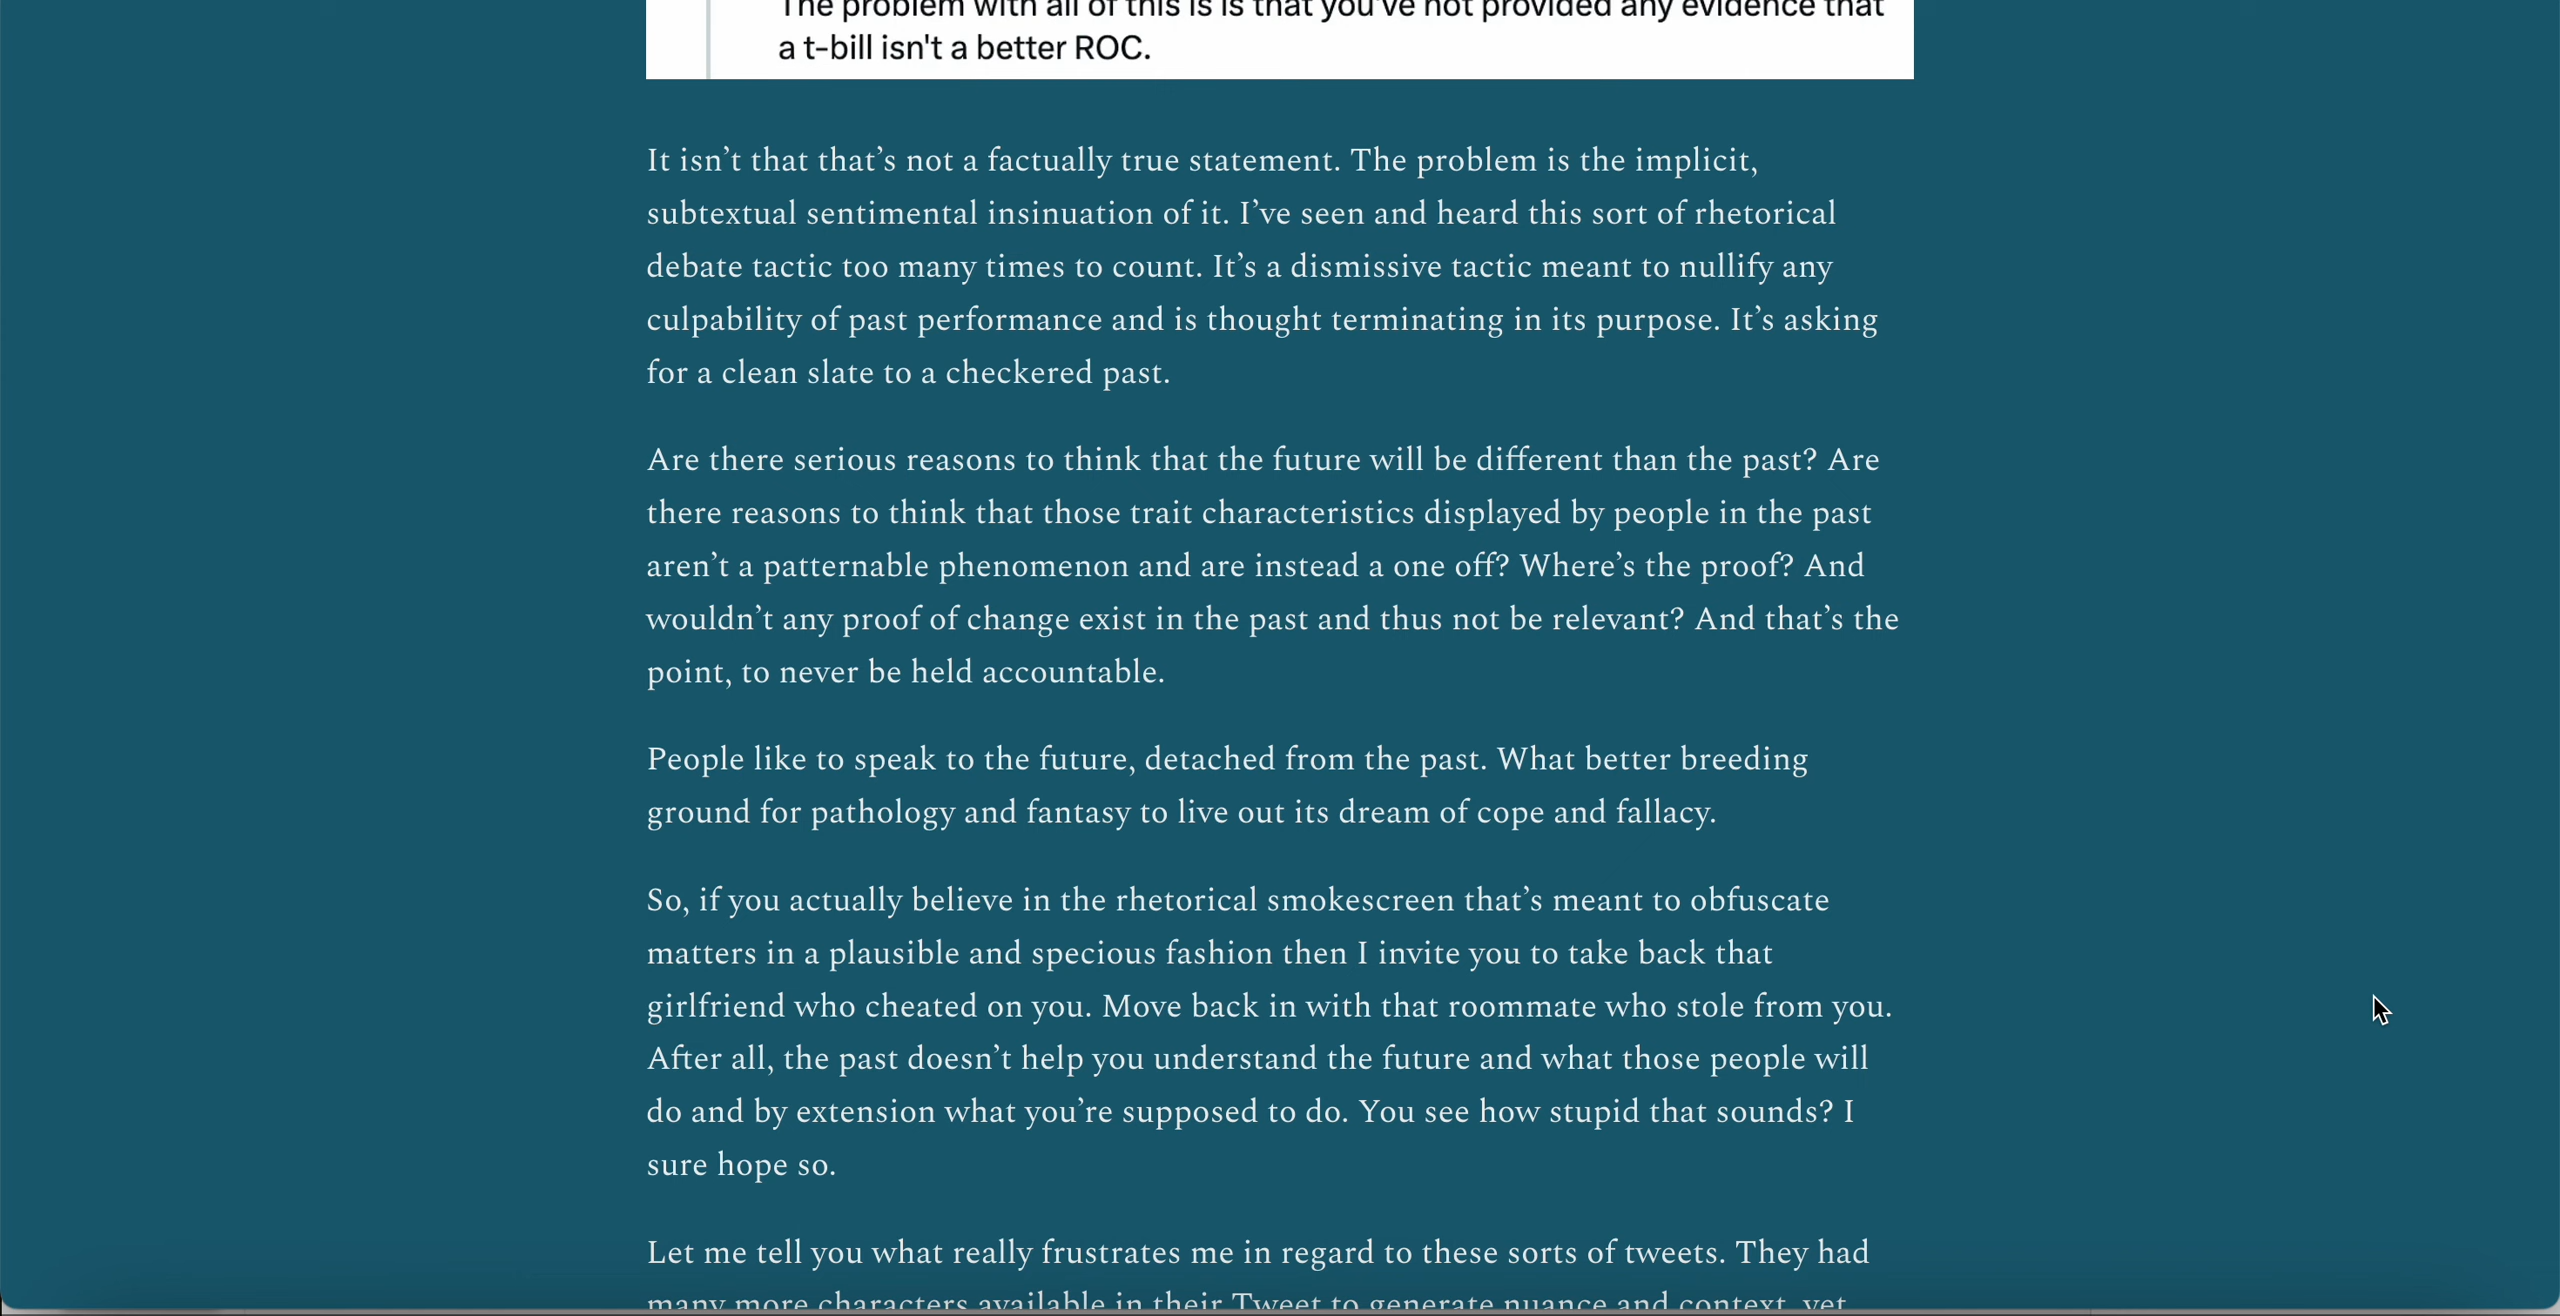 The problem with all of this is is that you've not provided any evidence that
a t-bill isn't a better ROC.
It isn’t that that’s not a factually true statement. The problem is the implicit,
subtextual sentimental insinuation of it. I’ve seen and heard this sort of rhetorical
debate tactic too many times to count. It’s a dismissive tactic meant to nullify any
culpability of past performance and is thought terminating in its purpose. It’s asking
for a clean slate to a checkered past.
Are there serious reasons to think that the future will be different than the past? Are
there reasons to think that those trait characteristics displayed by people in the past
aren’t a patternable phenomenon and are instead a one off? Where’s the proof? And
wouldn’t any proof of change exist in the past and thus not be relevant? And that’s the
point, to never be held accountable.
People like to speak to the future, detached from the past. What better breeding
ground for pathology and fantasy to live out its dream of cope and fallacy.
So, if you actually believe in the rhetorical smokescreen that’s meant to obfuscate
matters in a plausible and specious fashion then I invite you to take back that
girlfriend who cheated on you. Move back in with that roommate who stole from you.
After all, the past doesn’t help you understand the future and what those people will
do and by extension what you’re supposed to do. You see how stupid that sounds? I
sure hope so.
Let me tell you what really frustrates me in regard to these sorts of tweets. They had
many more characters available in their Tweet to generate nuance and context, yet